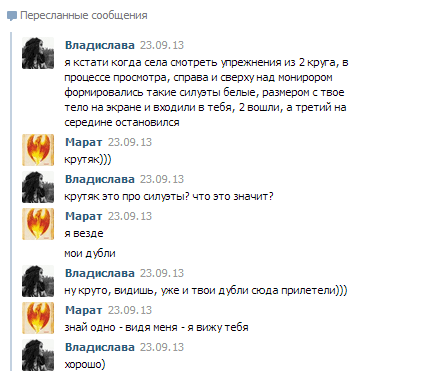 Пересланные сообщения
Владислава 23.09.13
я кстати когда села смотреть упрежнения из 2 круга, в
процессе просмотра, справа и сверху над монирором
формировались такие силуэты белые, размером с твое
тело на экране и входили в тебя, 2 вошли, а третий на
середине остановился
Марат 23.09.13
крутяк)))
Владислава 23.09.13
крутяк это про силуэты? что это значит?
Марат 23.09.13
я везде
мои дубли
Владислава 23.09.13
ну круто, видишь, уже и твои дубли сюда прилетели)))
Марат 23.09.13
знай одно - видя меня - я вижу тебя
Владислава 23.09.13
хорошо)